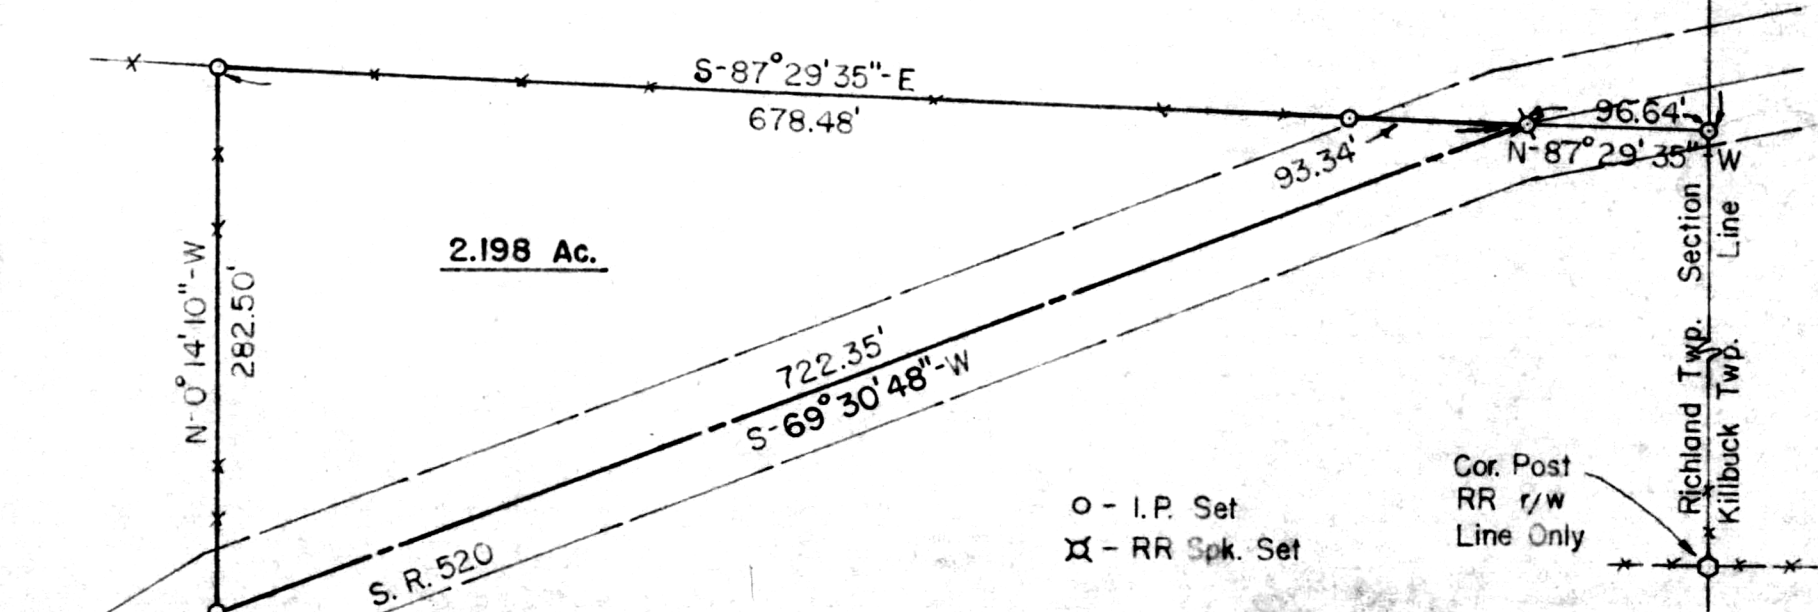 S-87°29'35"-E
678.48'
96.64'
N-87°29'35"-W
93.34'
2.198 Ac.
N-0°14'10"-W
282.50'
722.35'
S-69°30'48"-W
S. R. 520
Section
Line
Richland Twp.
Killbuck Twp.
O - I.P. Set
¤ - RR Spk. Set
Cor. Post
RR r/w
Line Only